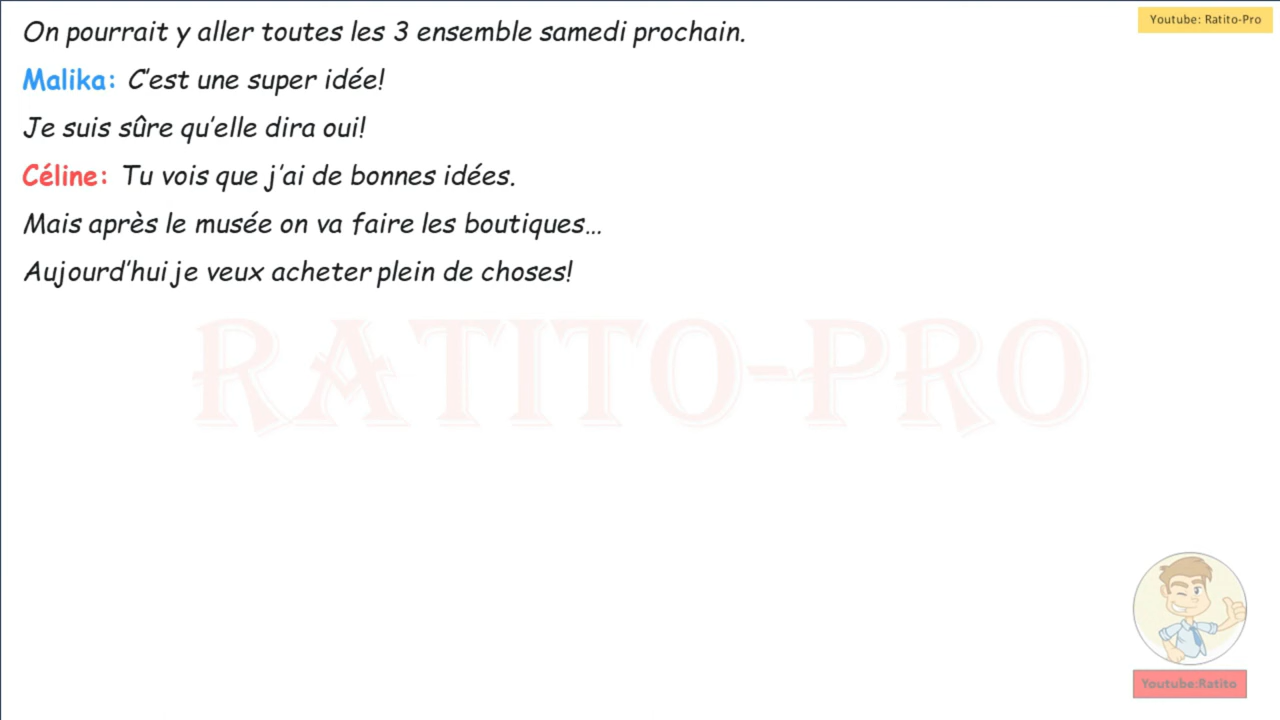 On pourrait y aller toutes les 3 ensemble samedi prochain.
Youtube: Ratito-Pro
Malika: C'est une super idée!
Je suis sûre qu'elle dira oui!
Céline: Tu vois que j'ai de bonnes idées.
Mais après le musée on va faire les boutiques...
Aujourd'hui je veux acheter plein de choses!
RATITO-PRO
Youtube:Ratito